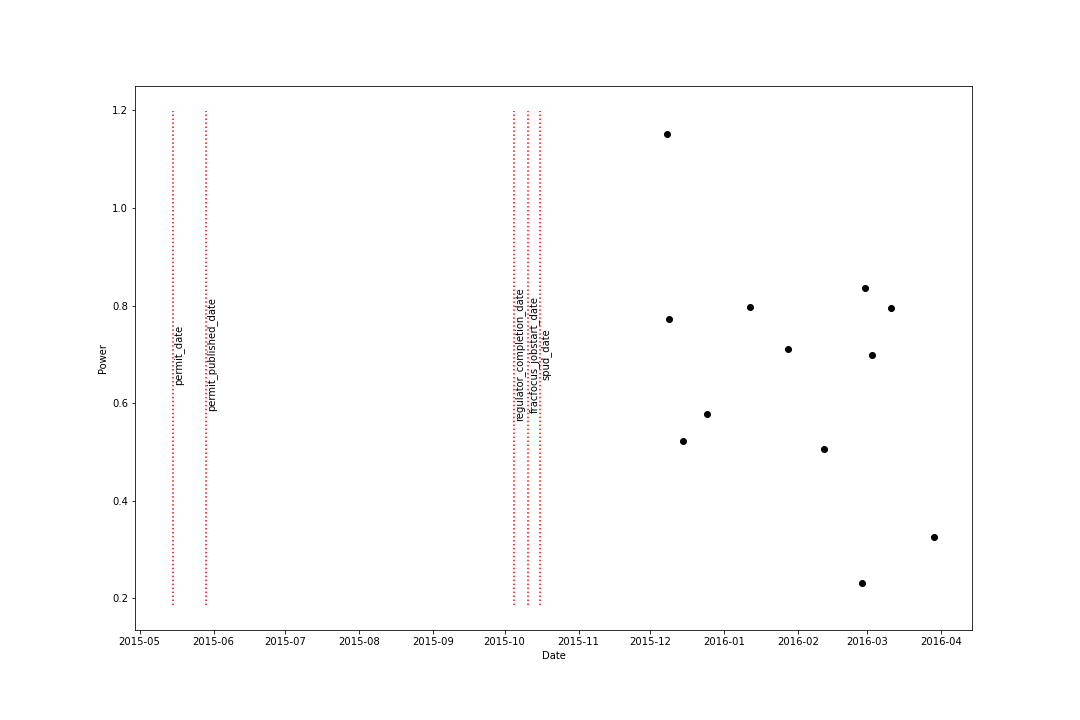 1.2
1.0
0.8
0.6
0.4
0.2
Power
permit_date
permit_published_date
regulator_completion_date
fracfocus_jobstart_date
spud_date
2015-05 2015-06 2015-07 2015-08 2015-09 2015-10 2015-11 2015-12 2016-01 2016-02 2016-03 2016-04
Date